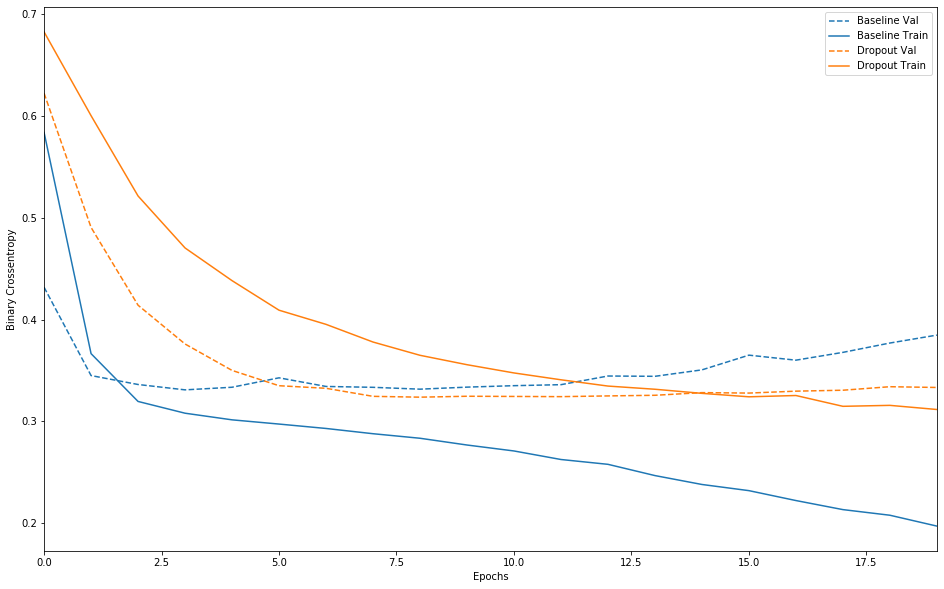 0.7
0.6
0.5
0.4
0.3
0.2
Binary Crossentropy
Baseline Val
Baseline Train
Dropout Val
Dropout Train
0.0 2.5 5.0 7.5 10.0 12.5 15.0 17.5
Epochs